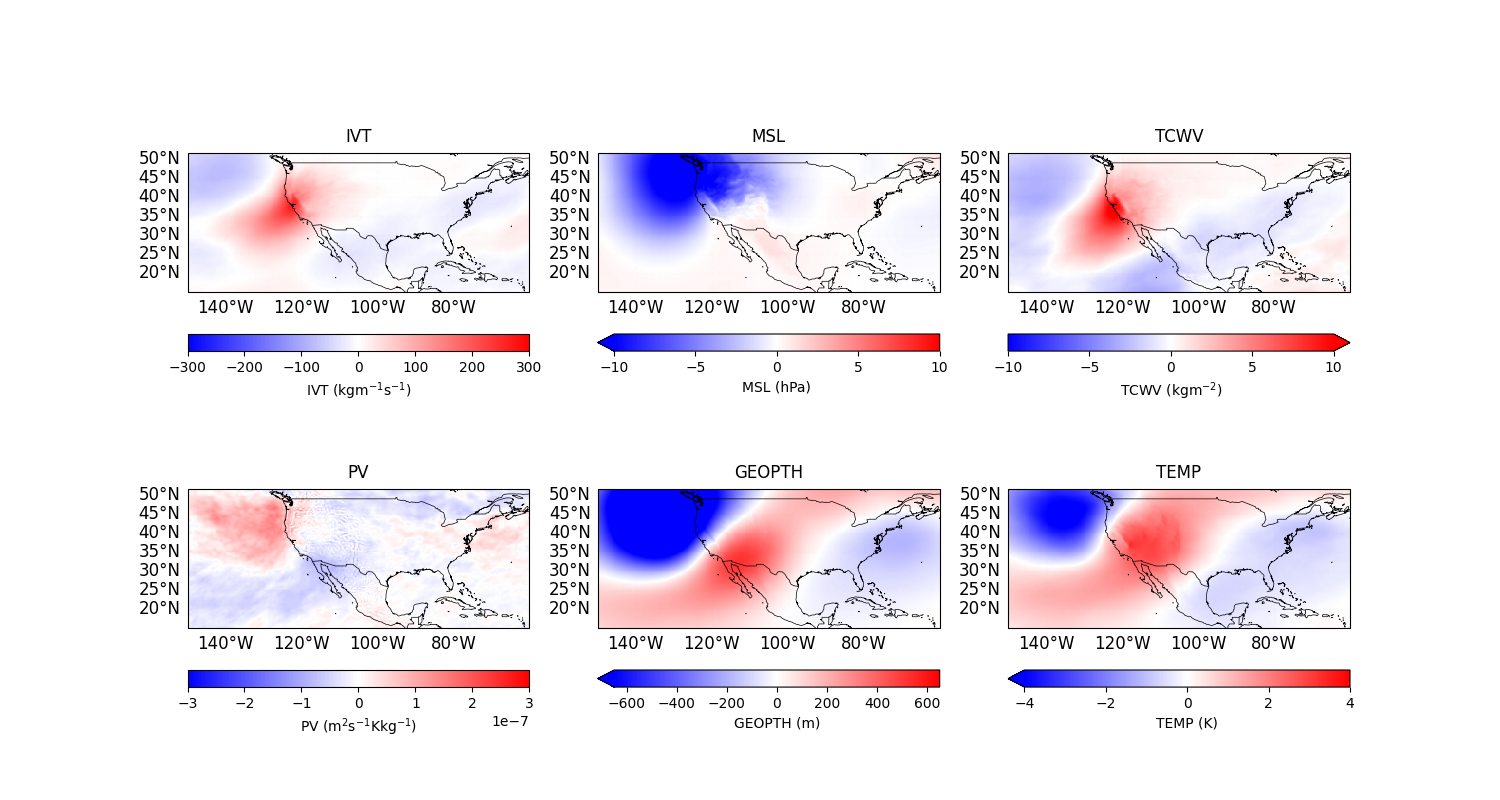 IVT
50°N
45°N
40°N
35°N
30°N
25°N
20°N
140°W 120°W 100°W 80°W
−300 −200 −100 0 100 200 300
IVT (kgm⁻¹s⁻¹)
MSL
50°N
45°N
40°N
35°N
30°N
25°N
20°N
140°W 120°W 100°W 80°W
−10 −5 0 5 10
MSL (hPa)
TCWV
50°N
45°N
40°N
35°N
30°N
25°N
20°N
140°W 120°W 100°W 80°W
−10 −5 0 5 10
TCWV (kgm⁻²)
PV
50°N
45°N
40°N
35°N
30°N
25°N
20°N
140°W 120°W 100°W 80°W
−3 −2 −1 0 1 2 3
1e−7
PV (m²s⁻¹Kkg⁻¹)
GEOPTH
50°N
45°N
40°N
35°N
30°N
25°N
20°N
140°W 120°W 100°W 80°W
−600 −400 −200 0 200 400 600
GEOPTH (m)
TEMP
50°N
45°N
40°N
35°N
30°N
25°N
20°N
140°W 120°W 100°W 80°W
−4 −2 0 2 4
TEMP (K)